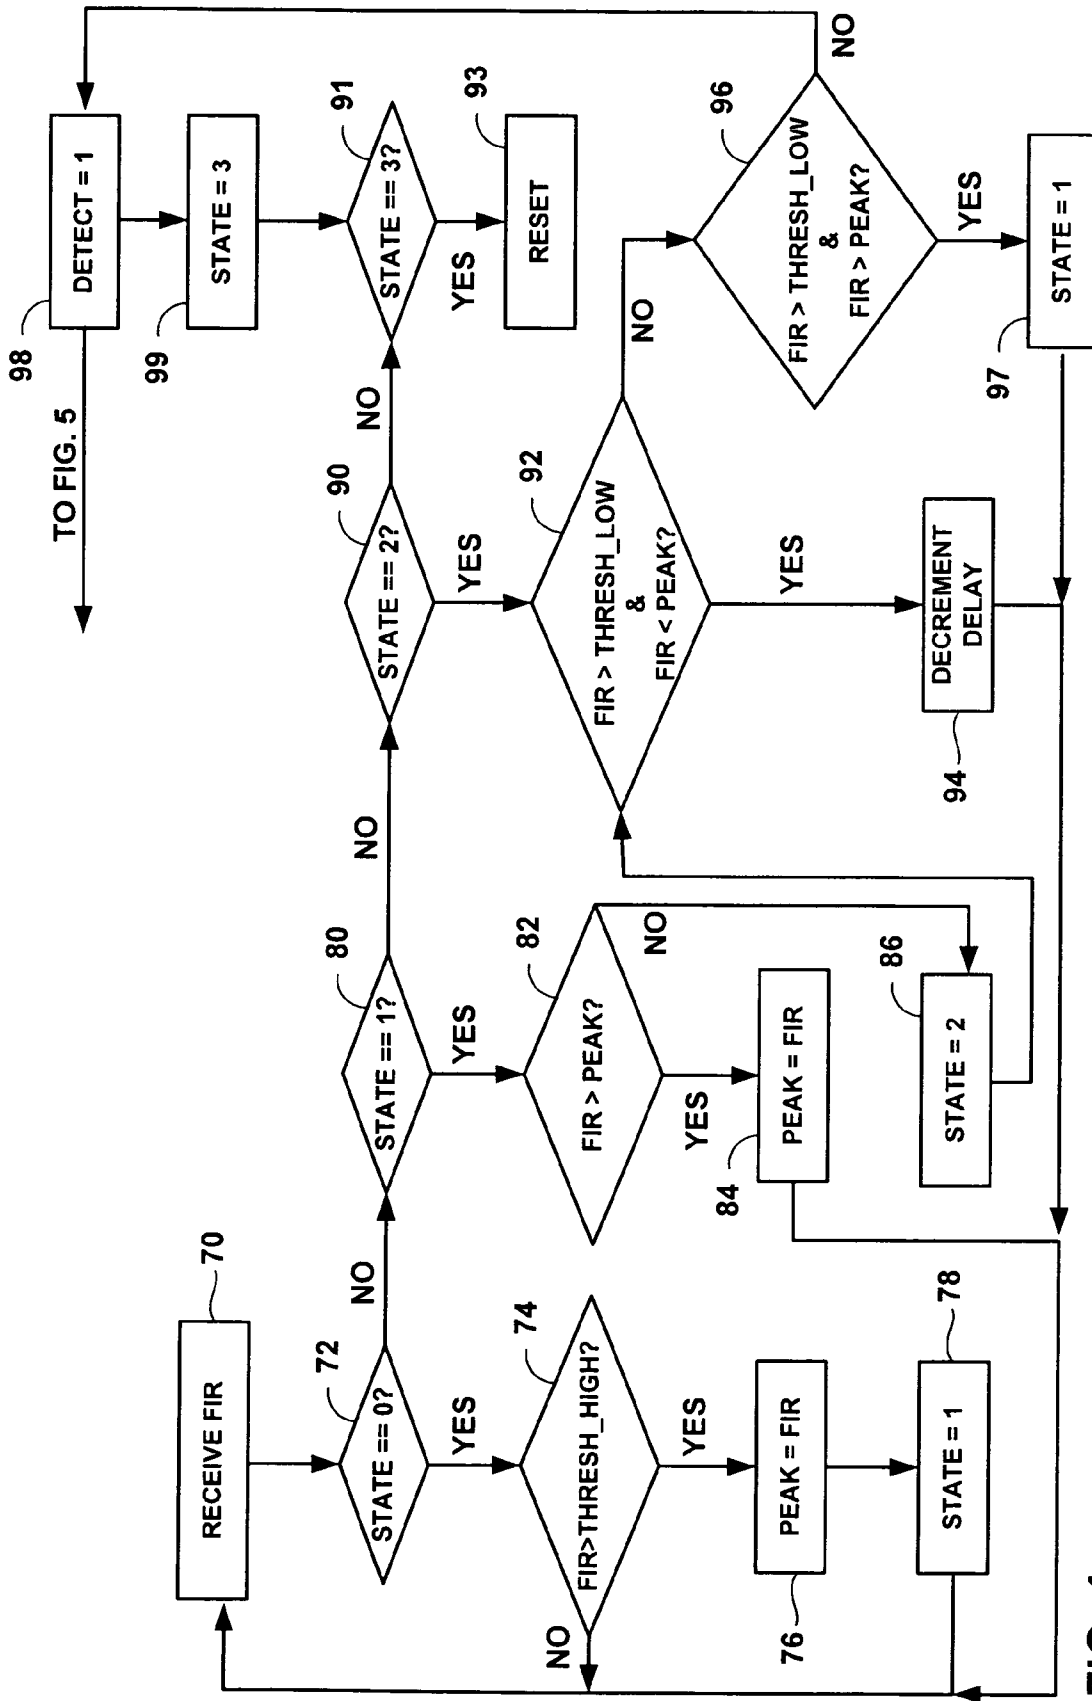 RECEIVE FIR
70
STATE == 0?
72
NO
YES
FIR>THRESH_HIGH?
74
NO
YES
PEAK = FIR
76
STATE = 1
78
STATE == 1?
80
NO
YES
FIR > PEAK?
82
NO
YES
PEAK = FIR
84
STATE = 2
86
STATE == 2?
90
NO
YES
FIR > THRESH_LOW
&
FIR < PEAK?
92
NO
YES
DECREMENT
DELAY
94
STATE == 3?
91
YES
RESET
93
FIR > THRESH_LOW
&
FIR > PEAK?
96
NO
YES
STATE = 1
97
DETECT = 1
98
TO FIG. 5
STATE = 3
99